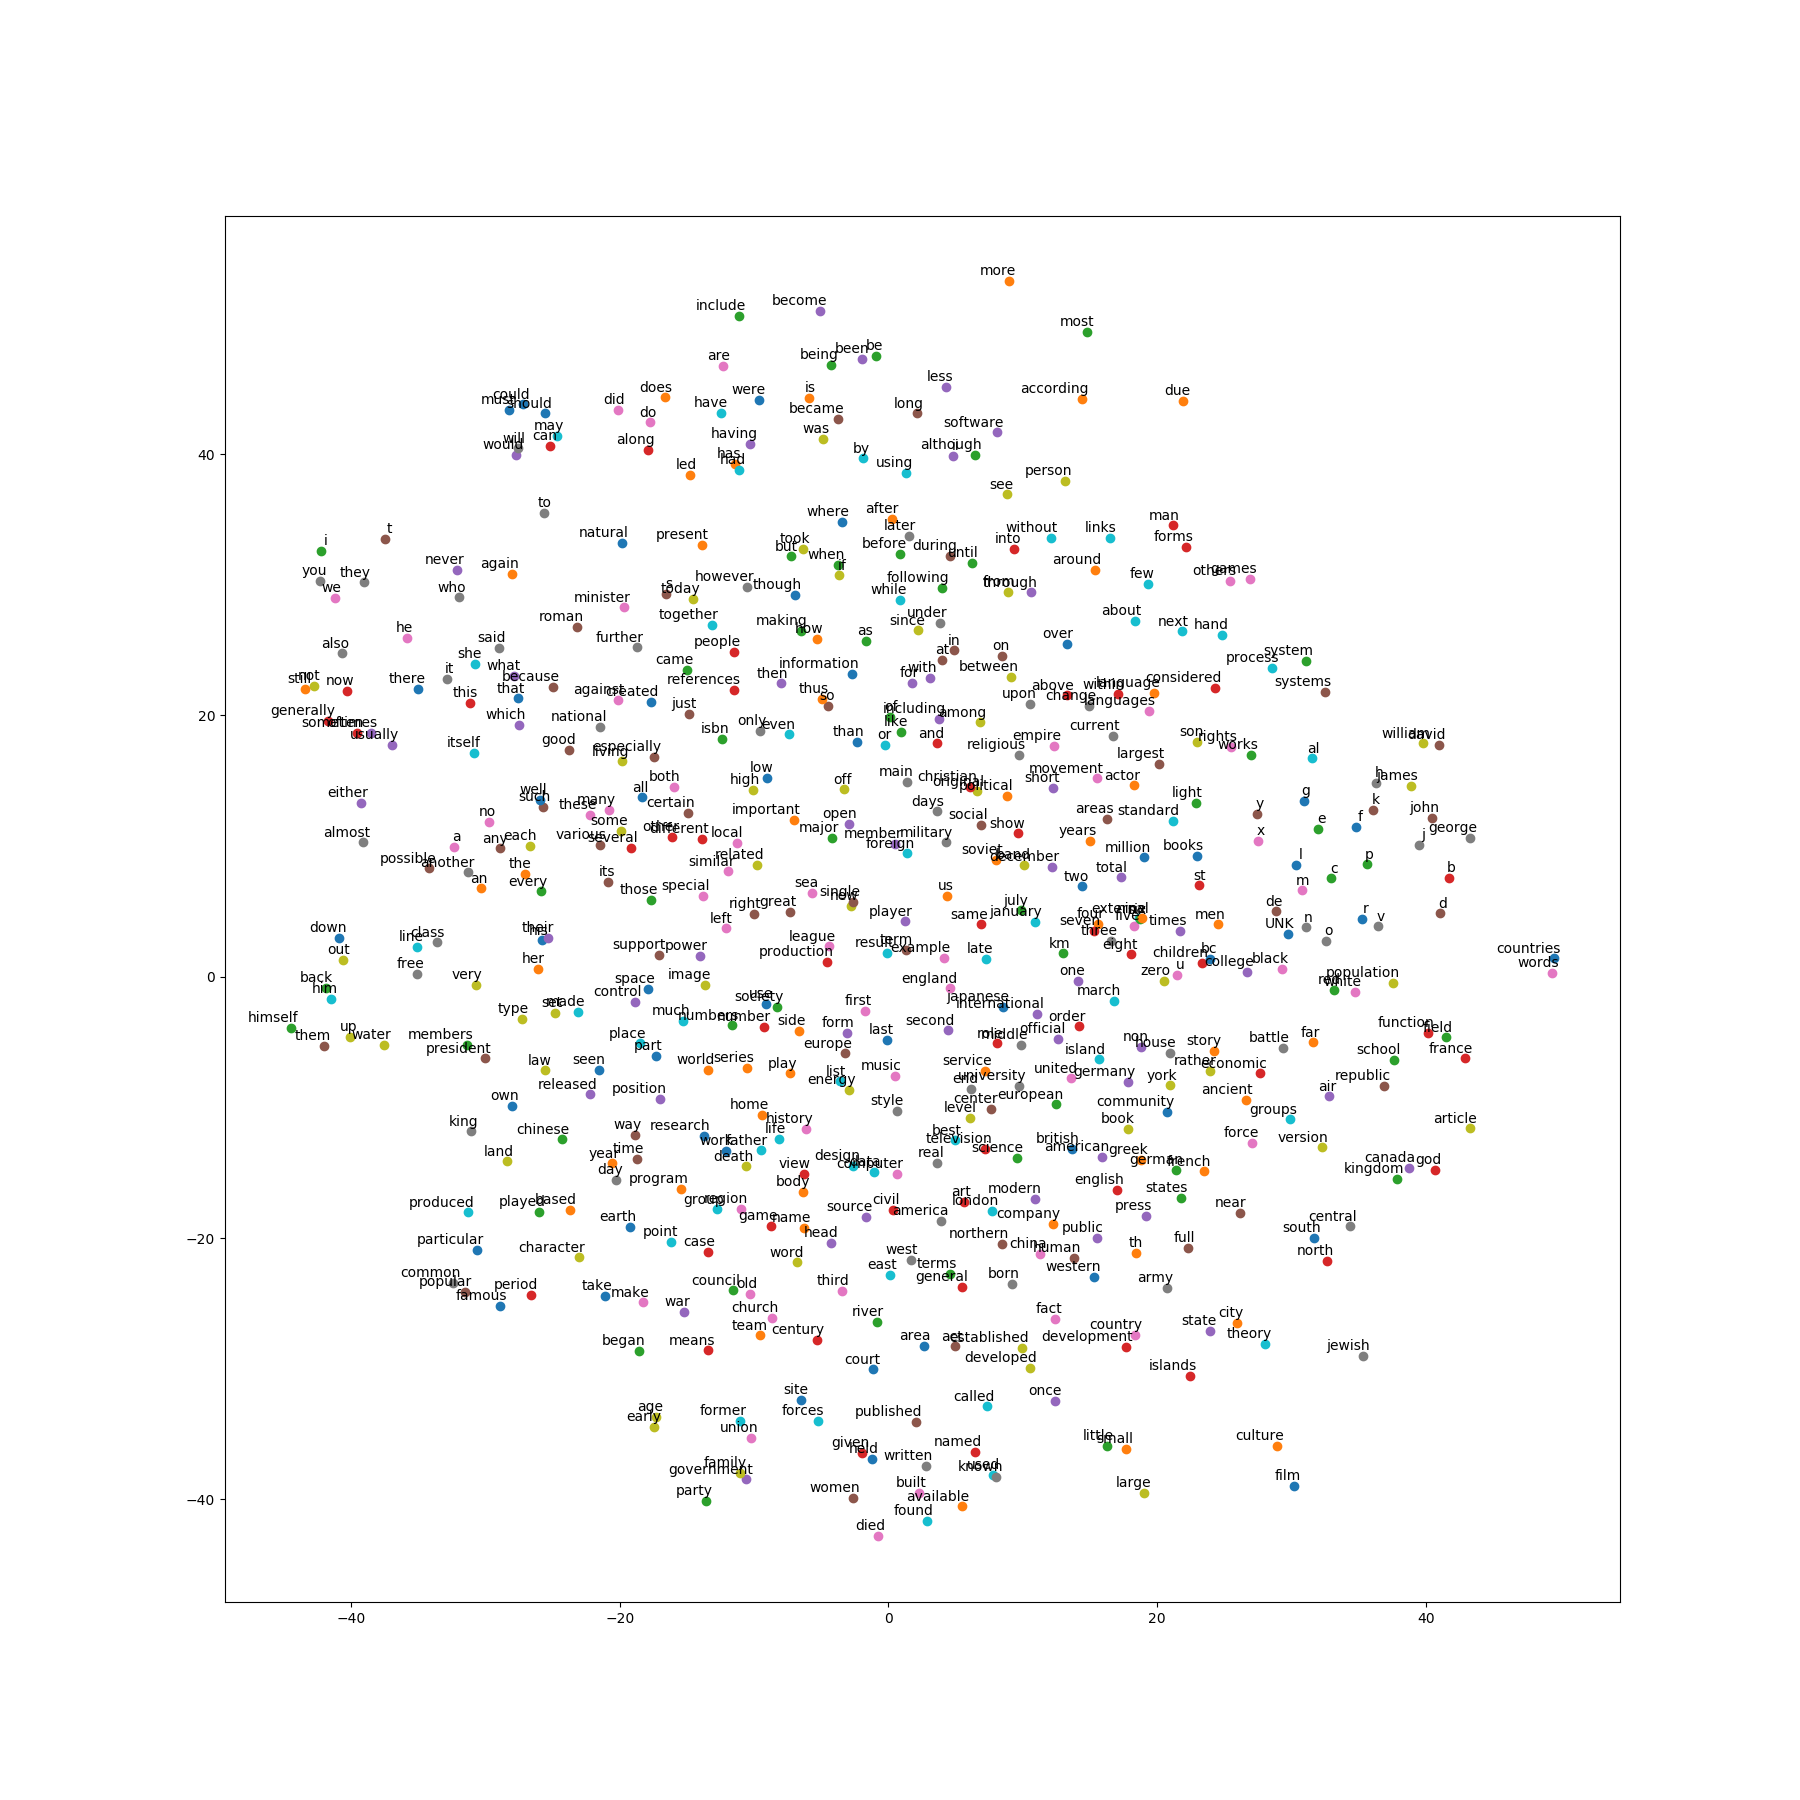 more
become
include
most
be
been
being
are
less
according
due
does
were
is
could
must
should
did
do
have
became
long
software
may
can
will
would
along
having
was
although
by
has
had
led
using
person
see
to
where
after
later
natural
present
took
but
before
during
until
into
without
links
man
forms
i
t
you
they
we
never
who
again
when
if
however
though
s
today
minister
following
while
from
through
around
few
others
games
he
also
said
roman
further
together
people
making
how
as
since
under
about
next
hand
over
she
it
what
because
there
this
that
which
still
not
now
generally
sometimes
often
usually
came
references
then
information
thus
so
in
at
on
with
for
between
system
process
systems
against
created
just
national
itself
good
living
especially
isbn
only
even
than
of
including
like
or
and
among
upon
above
change
within
language
languages
considered
religious
empire
current
son
rights
works
al
william
david
either
well
such
both
all
low
high
off
main
christian
original
political
short
movement
actor
largest
light
g
h
james
no
these
many
some
certain
important
open
days
social
show
areas
standard
y
f
k
john
almost
a
any
each
various
several
other
different
local
major
member
foreign
military
years
x
e
j
george
possible
another
the
an
every
its
similar
related
soviet
band
december
million
books
l
p
those
special
sea
single
new
us
two
total
st
m
c
b
left
right
great
player
same
july
january
seven
four
external
five
times
men
de
r
v
d
down
line
class
their
his
out
free
her
support
power
league
production
result
term
example
late
km
three
eight
children
bc
UNK
n
o
countries
words
back
him
very
space
control
image
england
one
zero
u
college
black
population
red
white
himself
them
up
water
members
president
type
set
made
much
use
society
numbers
number
side
first
form
last
second
japanese
international
march
order
official
middle
role
place
part
europe
island
non
house
story
battle
far
function
field
france
law
seen
world
series
play
music
service
university
end
united
germany
york
rather
economic
school
republic
released
position
list
energy
style
center
level
european
community
ancient
air
own
home
book
groups
article
king
chinese
way
research
work
father
history
life
best
television
science
british
american
greek
force
version
land
year
time
day
death
view
design
data
computer
real
german
french
canada
kingdom
god
program
body
english
states
produced
played
based
group
region
source
civil
art
london
america
modern
press
near
central
earth
game
name
head
company
public
south
north
particular
character
point
case
word
west
northern
china
human
th
full
common
popular
famous
period
take
make
council
old
third
east
terms
general
born
western
army
war
church
river
fact
team
century
state
city
began
means
area
act
established
developed
country
development
theory
court
jewish
islands
site
called
once
age
early
former
forces
union
published
given
held
named
little
small
culture
family
government
written
used
known
party
women
built
available
large
film
found
died
40
20
0
−20
−40
−40
−20
0
20
40